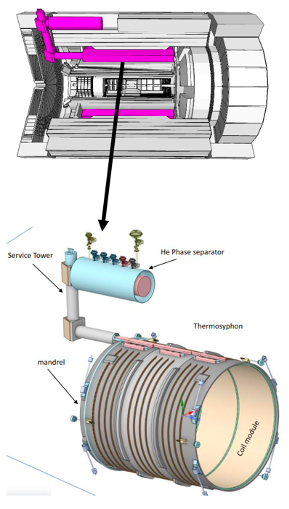 He Phase separator
Service Tower
Thermosyphon
mandrel
Coil module